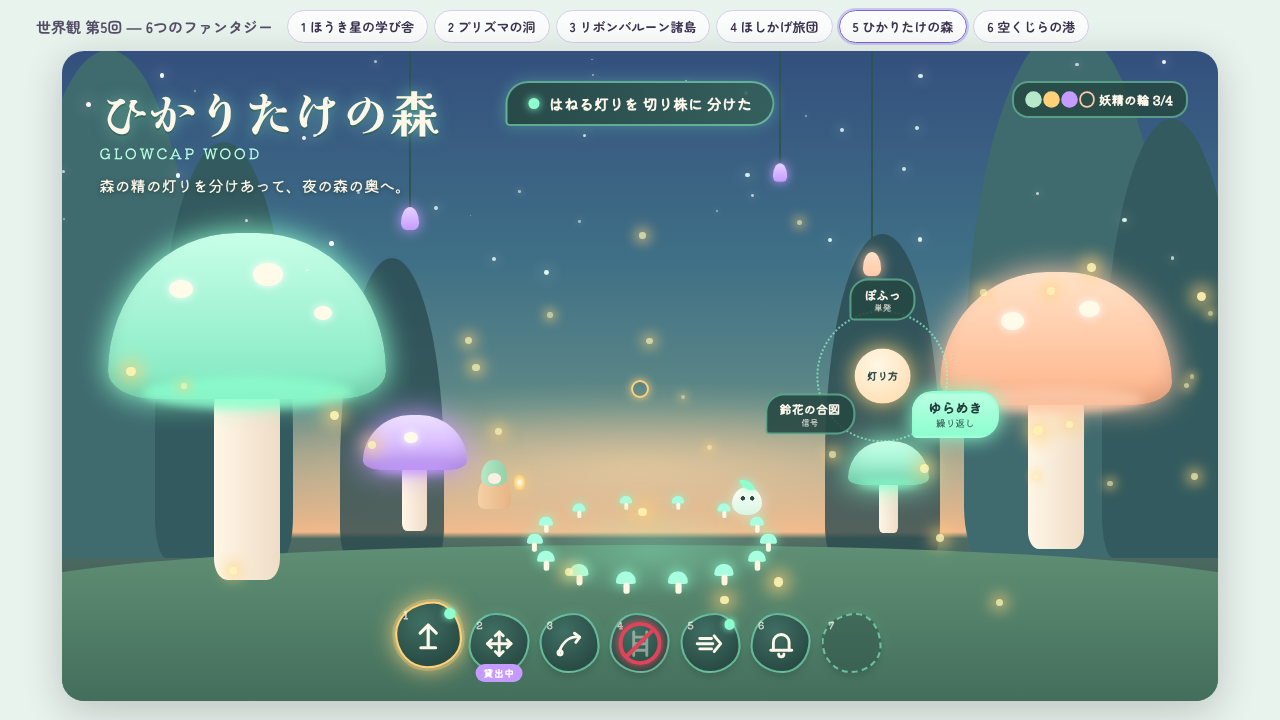 世界観 第5回 — 6つのファンタジー
1 ほうき星の学び舎
2 プリズマの洞
3 リボンバルーン諸島
4 ほしかげ旅団
5 ひかりたけの森
6 空くじらの港
ひかりたけの森
GLOWCAP WOOD
森の精の灯りを分けあって、夜の森の奥へ。
はねる灯りを 切り株に 分けた
妖精の輪 3/4
ぽふっ
単発
灯り方
鈴花の合図
信号
ゆらめき
繰り返し
1
2
3
4
5
6
7
貸出中